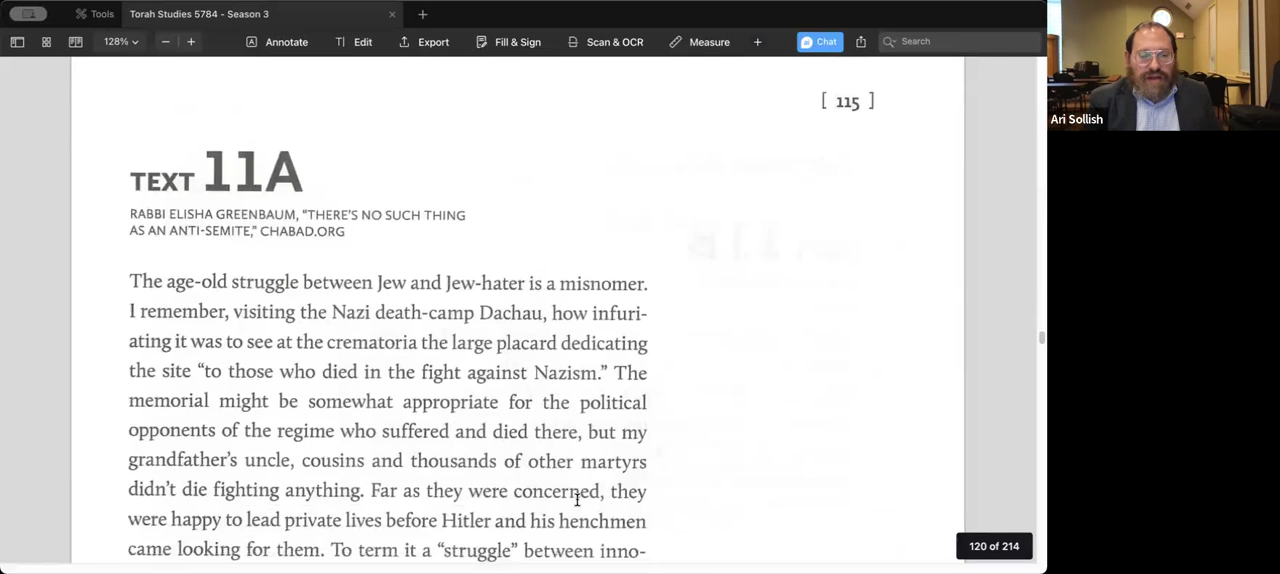 Tools
Torah Studies 5784 - Season 3
128%
Annotate
Edit
Export
Fill & Sign
Scan & OCR
Measure
Chat
Search
Ari Sollish
[ 115 ]
TEXT 11A
RABBI ELISHA GREENBAUM, "THERE'S NO SUCH THING
AS AN ANTI-SEMITE," CHABAD.ORG
The age-old struggle between Jew and Jew-hater is a misnomer.
I remember, visiting the Nazi death-camp Dachau, how infuri-
ating it was to see at the crematoria the large placard dedicating
the site “to those who died in the fight against Nazism.” The
memorial might be somewhat appropriate for the political
opponents of the regime who suffered and died there, but my
grandfather’s uncle, cousins and thousands of other martyrs
didn’t die fighting anything. Far as they were concerned, they
were happy to lead private lives before Hitler and his henchmen
came looking for them. To term it a “struggle” between inno-
120 of 214